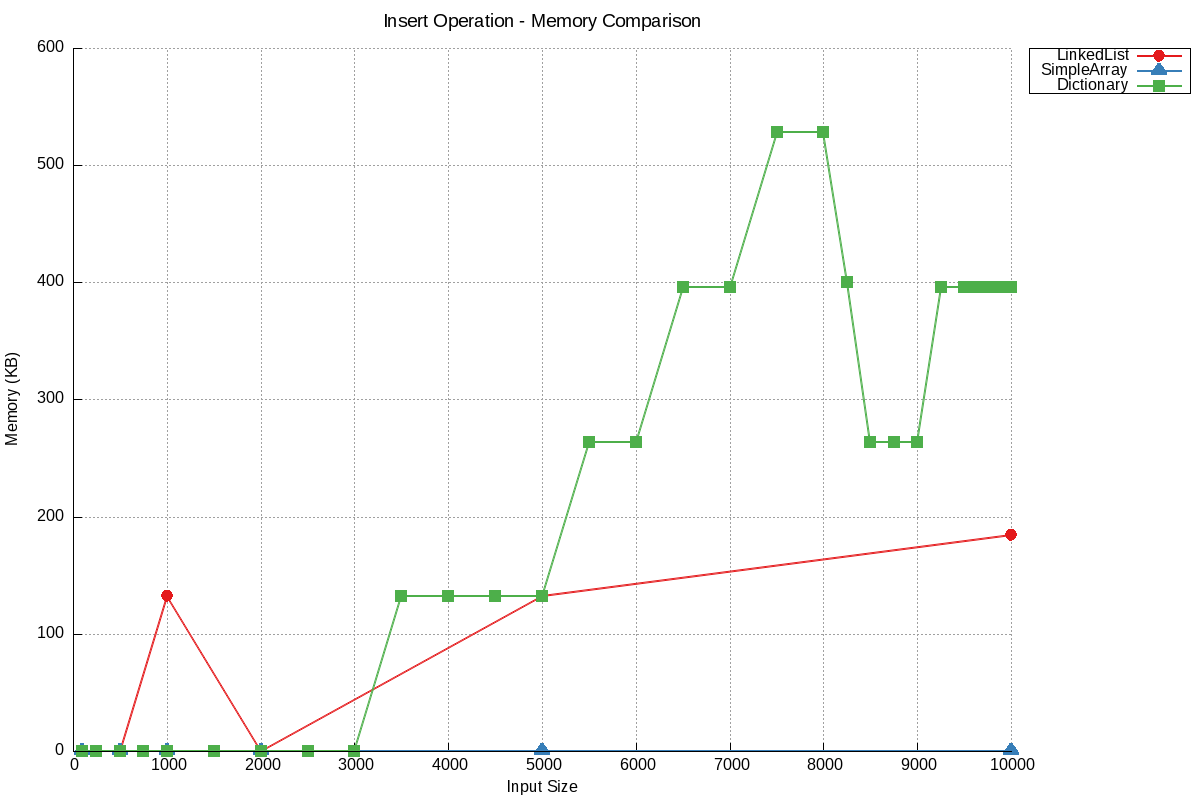 Insert Operation - Memory Comparison
LinkedList
SimpleArray
Dictionary
600
500
400
300
200
100
0
Memory (KB)
0 1000 2000 3000 4000 5000 6000 7000 8000 9000 10000
Input Size